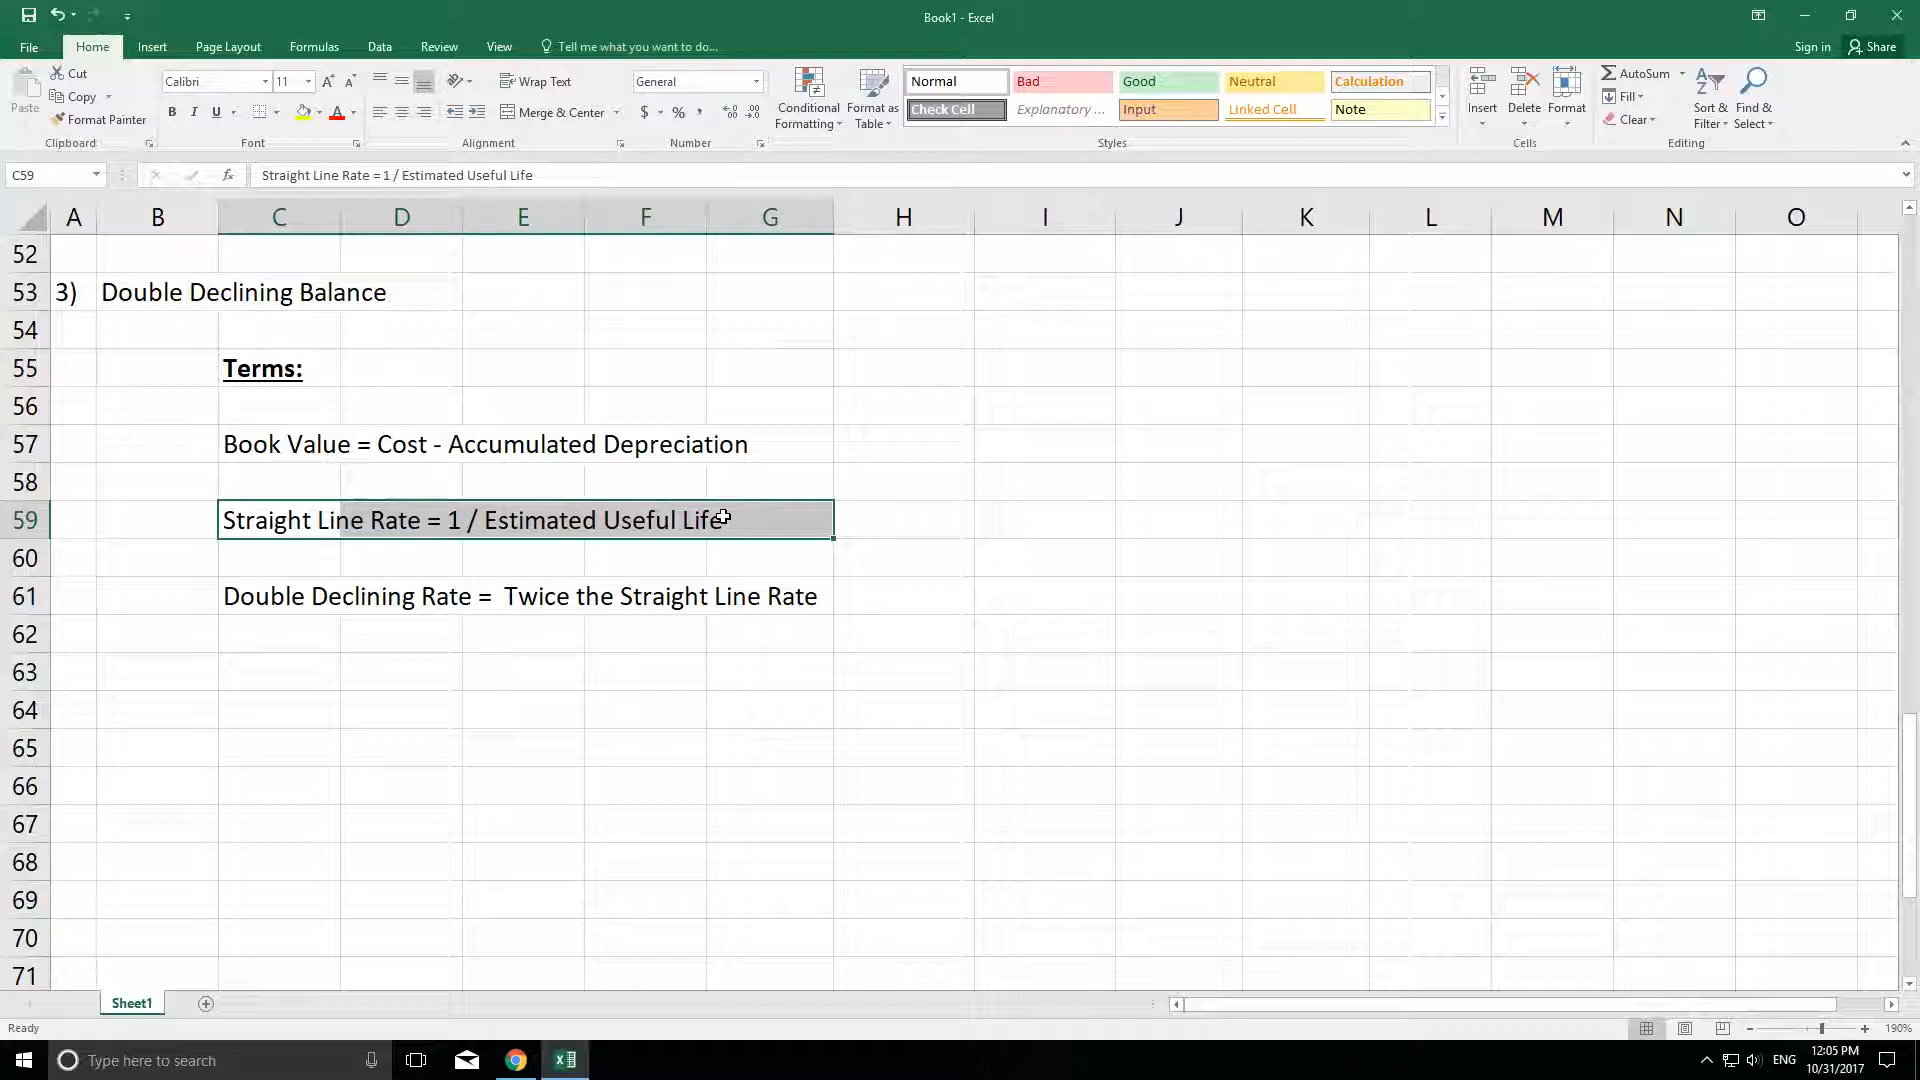 Book1 - Excel
File Home Insert Page Layout Formulas Data Review View Tell me what you want to do... Sign in Share
Paste Cut Copy Format Painter
Clipboard
Calibri 11
B I U A
Font
Wrap Text
Merge & Center
Alignment
General
$ % ,
Number
Conditional Formatting
Format as Table
Normal Bad Good Neutral Calculation
Check Cell Explanatory ... Input Linked Cell Note
Styles
Insert Delete Format
Cells
AutoSum
Fill
Clear
Sort & Filter
Find & Select
Editing
C59 fx Straight Line Rate = 1 / Estimated Useful Life
A B C D E F G H I J K L M N O
52
53 3) Double Declining Balance
54
55 Terms:
56
57 Book Value = Cost - Accumulated Depreciation
58
59 Straight Line Rate = 1 / Estimated Useful Life
60
61 Double Declining Rate =  Twice the Straight Line Rate
62
63
64
65
66
67
68
69
70
71
Sheet1
Ready 190%
Type here to search ENG 12:05 PM
10/31/2017